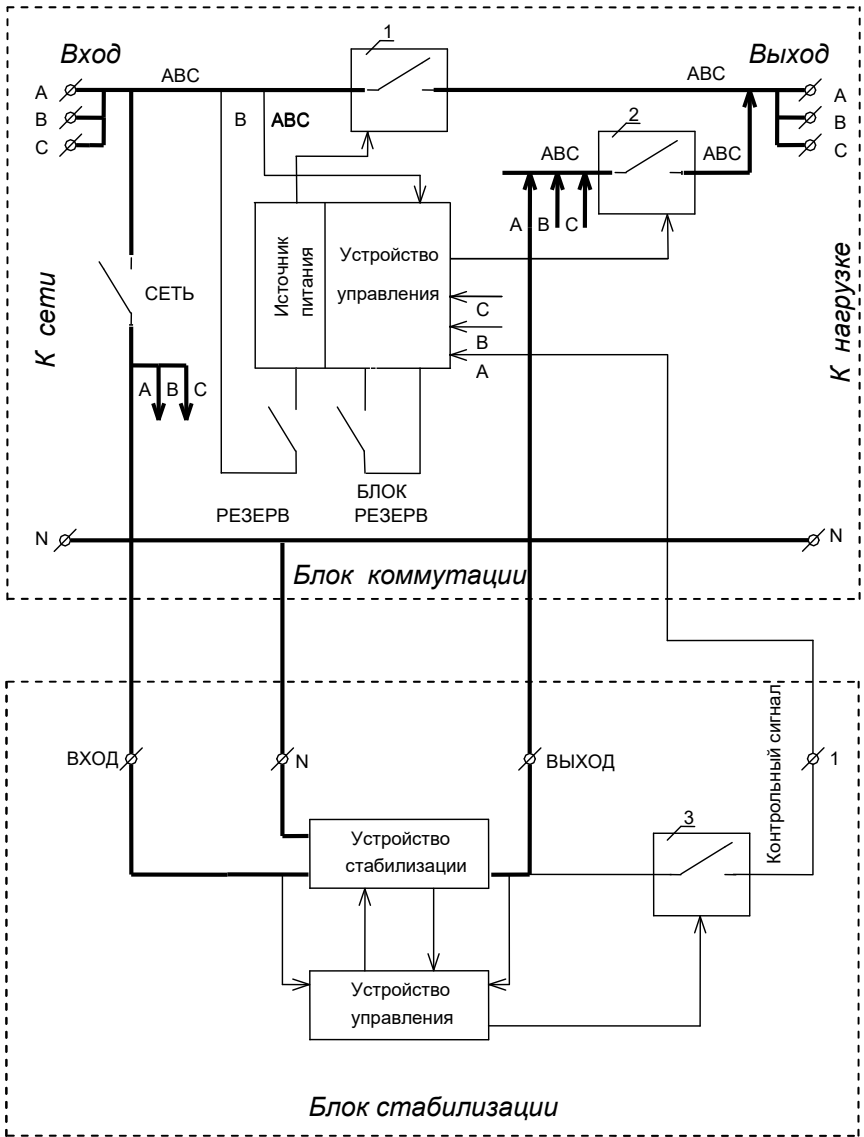 1
Вход
Выход
ABC
ABC
A
B
C
A
B
C
B
ABC
2
ABC
ABC
A
B
C
Источник
питания
Устройство
управления
К сети
СЕТЬ
К нагрузке
C
B
A
A
B
C
БЛОК
РЕЗЕРВ
РЕЗЕРВ
N
N
Блок коммутации
ВХОД
N
ВЫХОД
Контрольный сигнал
1
Устройство
стабилизации
3
Устройство
управления
Блок стабилизации